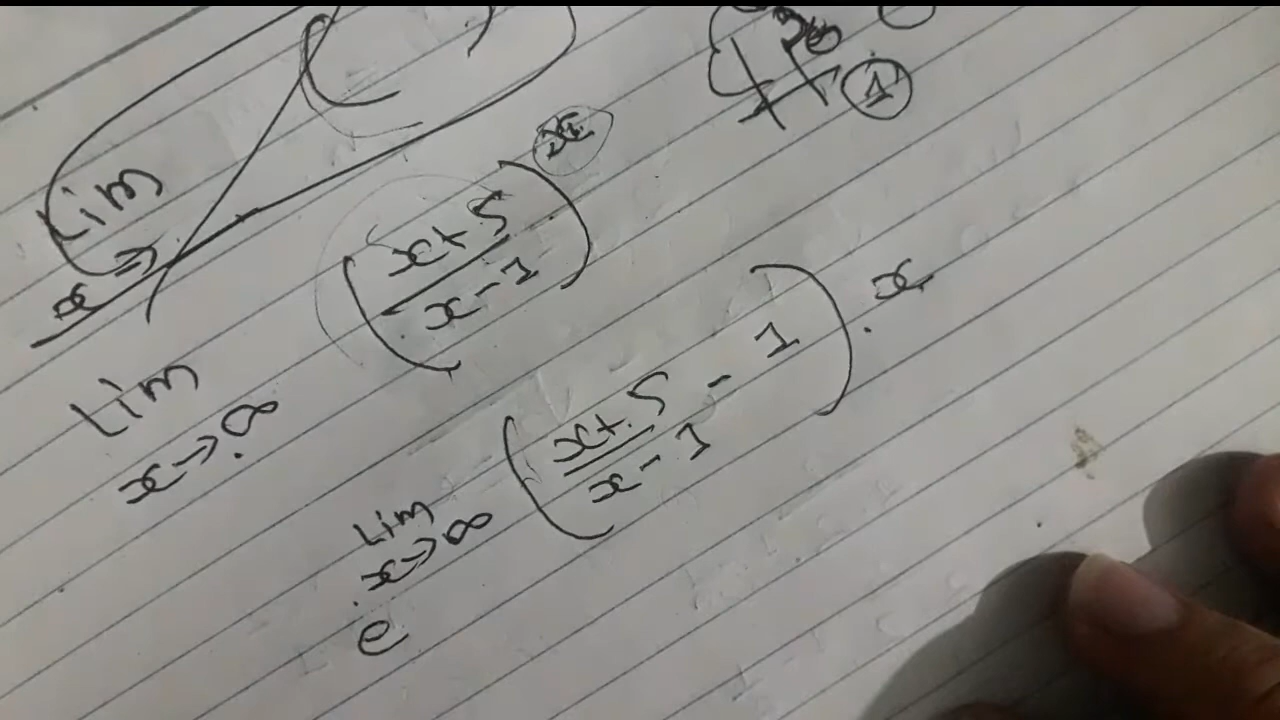 lim
x →
lim
x → ∞
( x + 5 / x - 1 )^x
e^ lim x → ∞ ( x + 5 / x - 1 - 1 ) . x
1